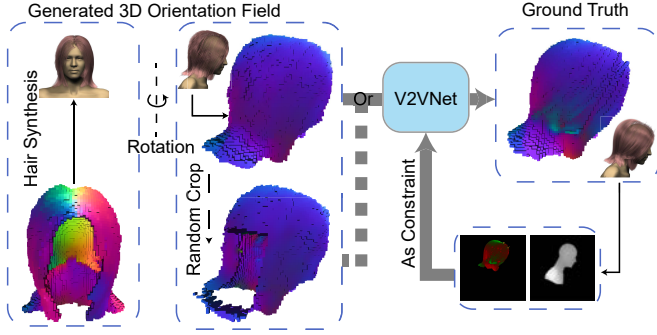 Generated 3D Orientation Field
Ground Truth
Hair Synthesis
Rotation
Random Crop
Or
V2VNet
As Constraint